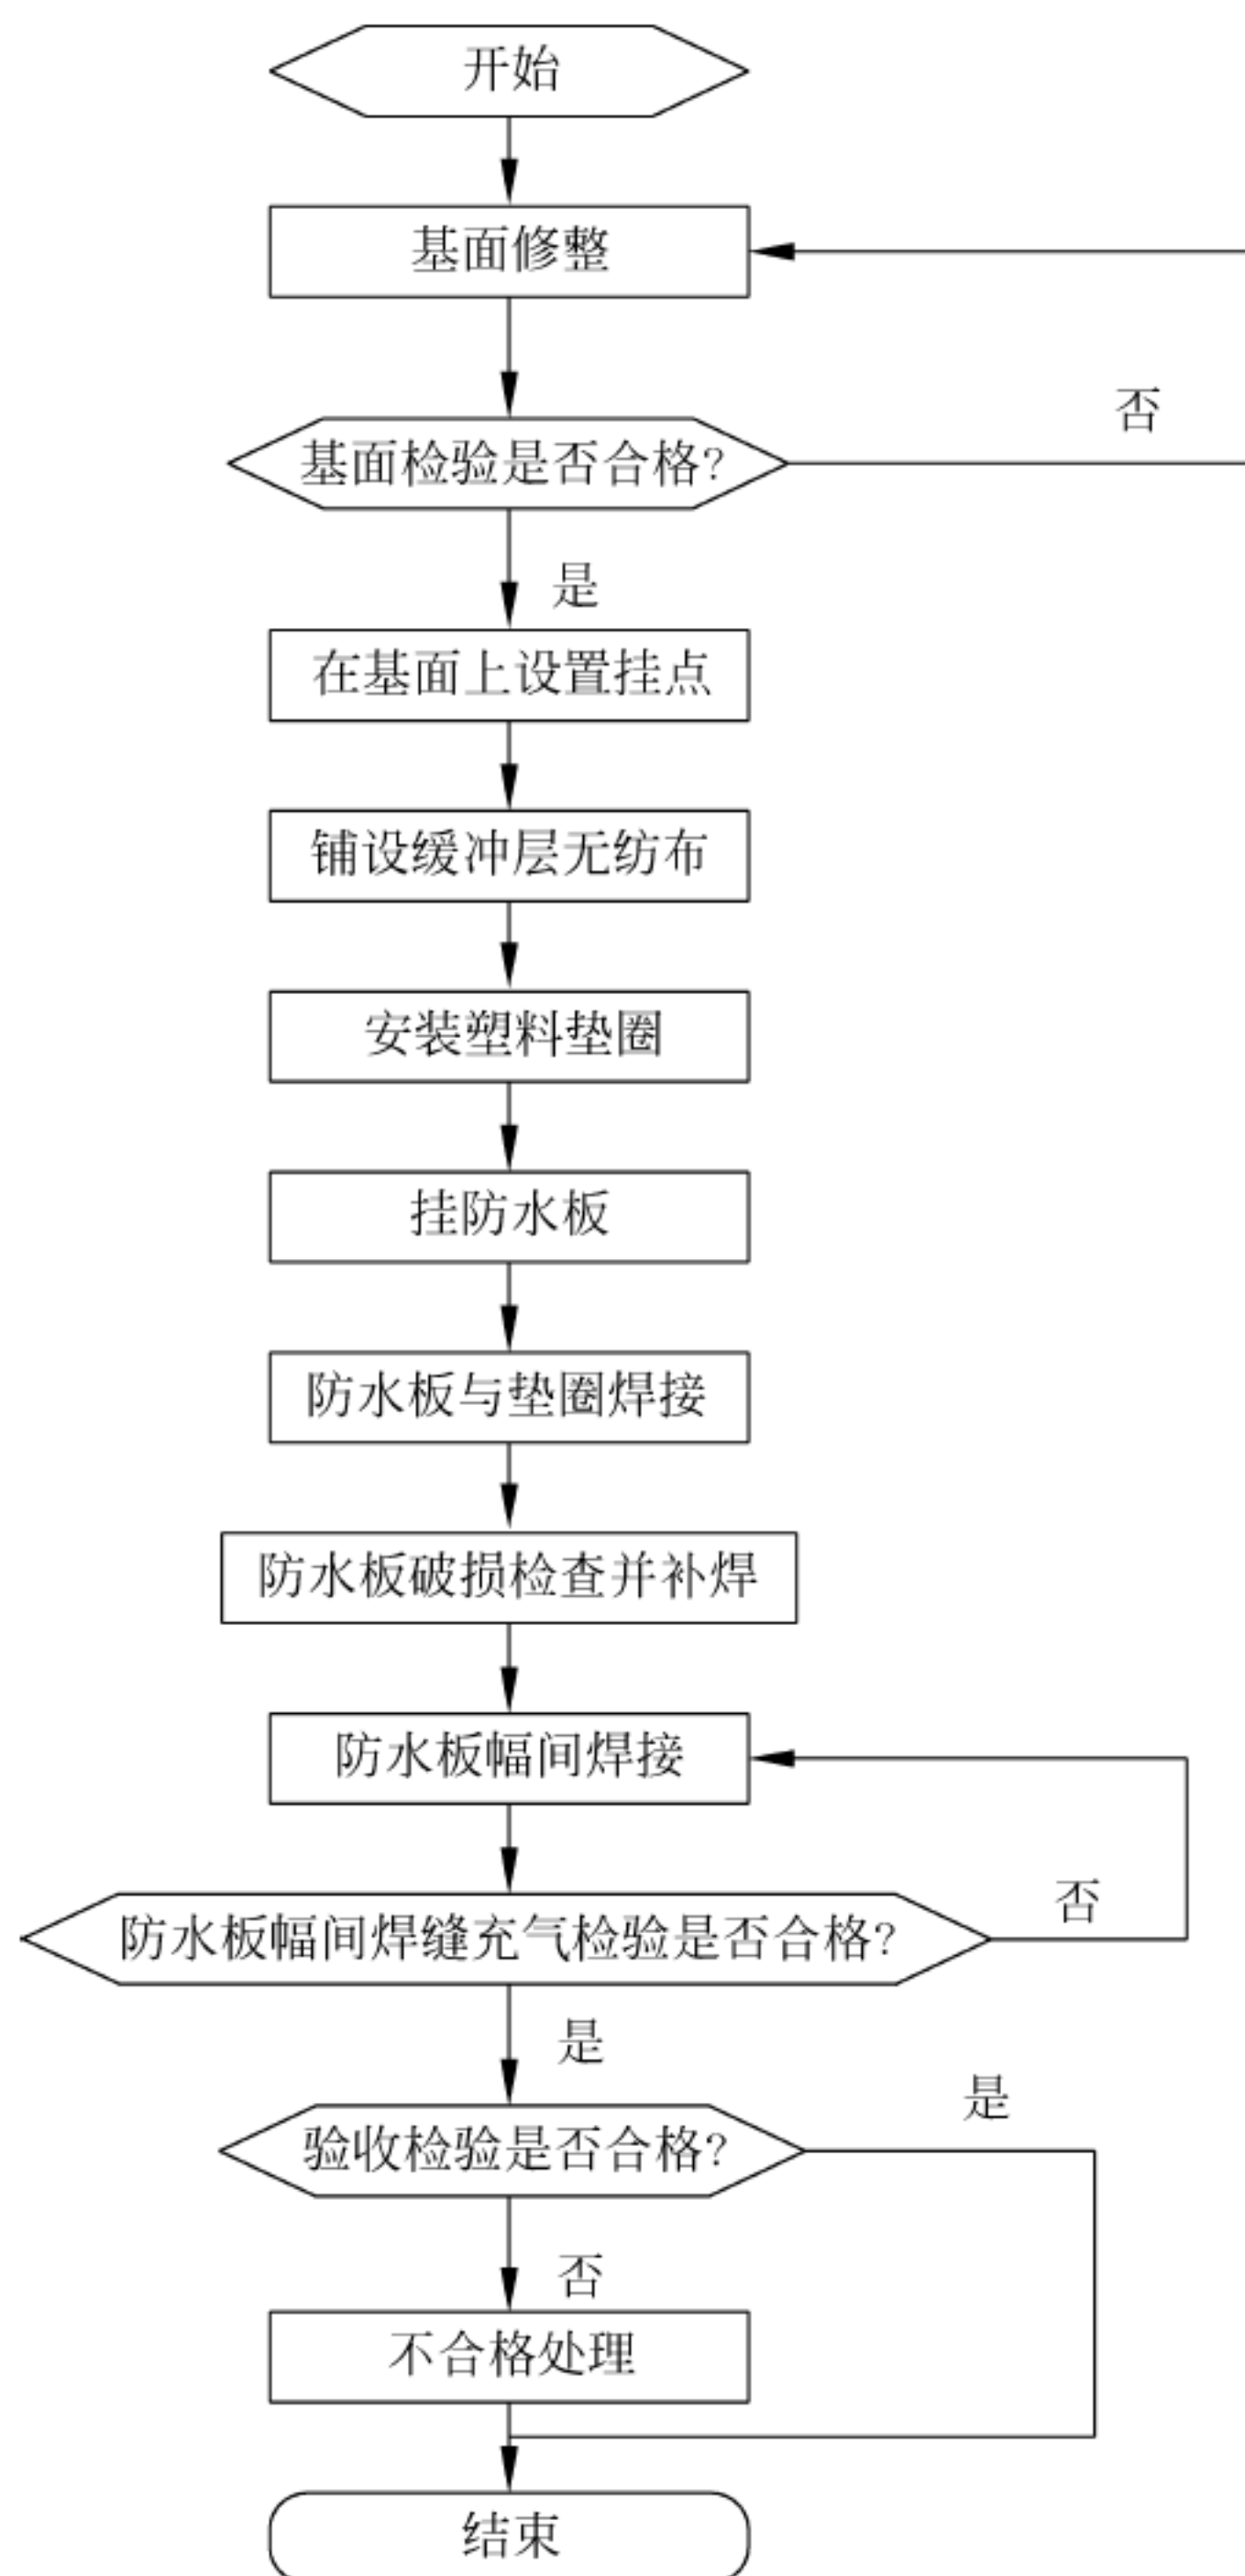 开始
基面修整
否
基面检验是否合格?
是
在基面上设置挂点
铺设缓冲层无纺布
安装塑料垫圈
挂防水板
防水板与垫圈焊接
防水板破损检查并补焊
防水板幅间焊接
否
防水板幅间焊缝充气检验是否合格?
是
是
验收检验是否合格?
否
不合格处理
结束